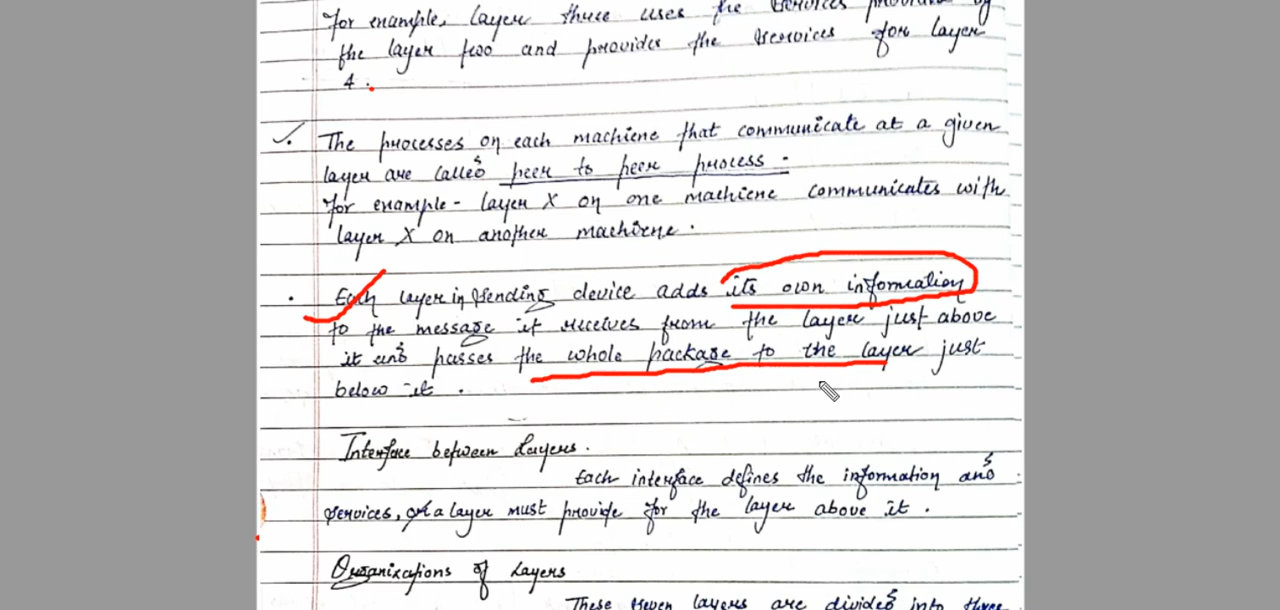 for example, layer three uses the services provided by
the layer two and provides the services for layer
4.
The processes on each machiene that communicate at a given
layer are called peer to peer process.
for example - layer X on one machiene communicates with
layer X on another machiene.
Each layer in sending device adds its own information
to the message it receives from the layer just above
it and passes the whole package to the layer just
below it.
Interface between Layers.
Each interface defines the information and
services, a layer must provide for the layer above it.
Organizations of Layers
These seven layers are divided into three